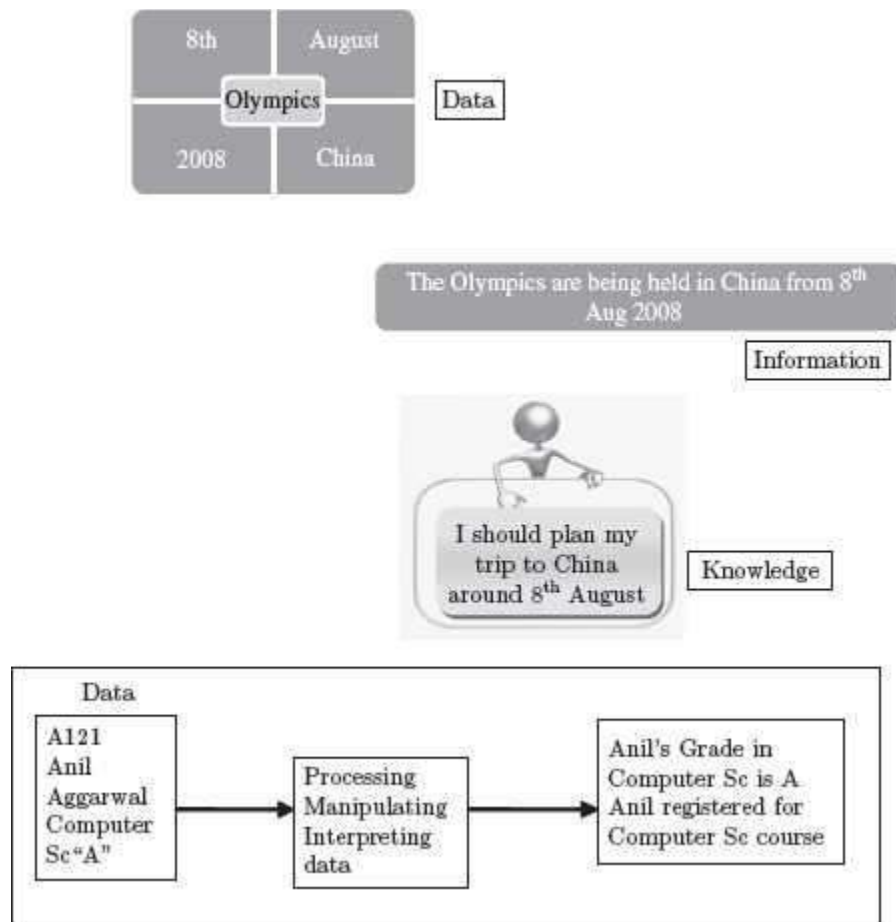 8th August
Olympics
2008 China
Data
The Olympics are being held in China from 8th
Aug 2008
Information
I should plan my
trip to China
around 8th August
Knowledge
Data
A121
Anil
Aggarwal
Computer
Sc“A”
Processing
Manipulating
Interpreting
data
Anil's Grade in
Computer Sc is A
Anil registered for
Computer Sc course